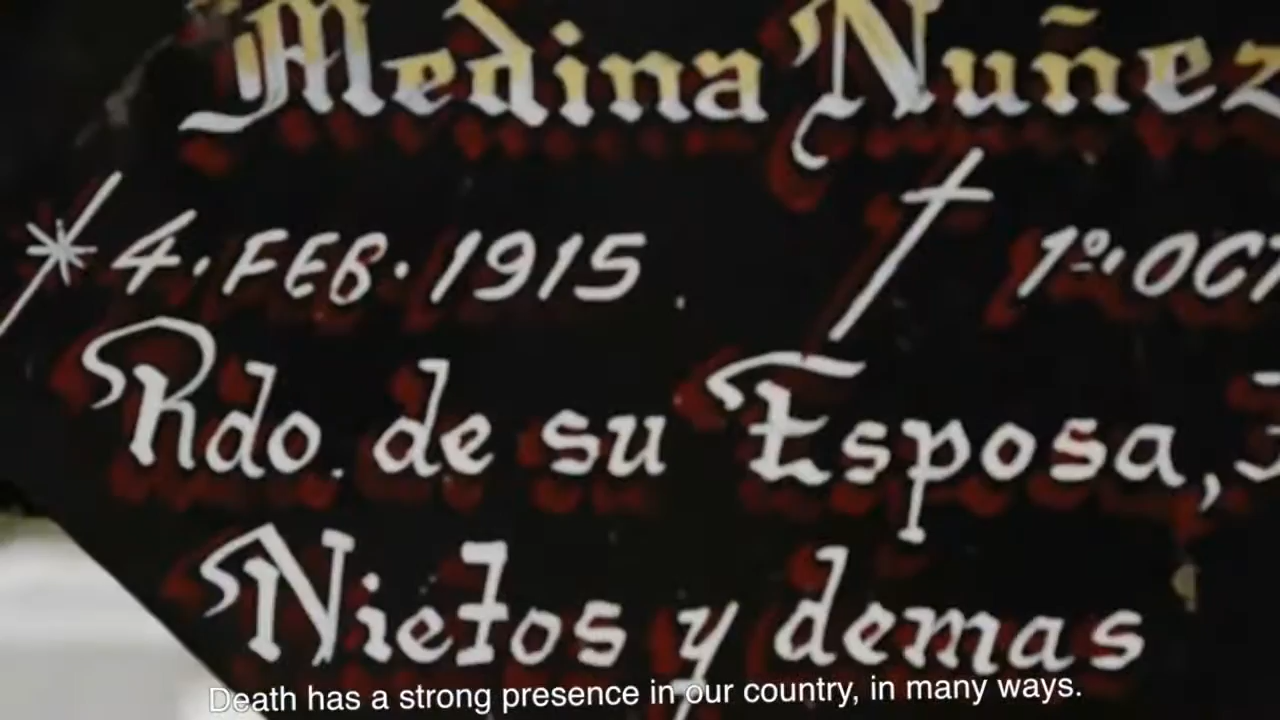 Medina Nuñez
* 4. FEB. 1915 . † 1º. OCT
Rdo. de su Esposa,
Nietos y demas
Death has a strong presence in our country, in many ways.